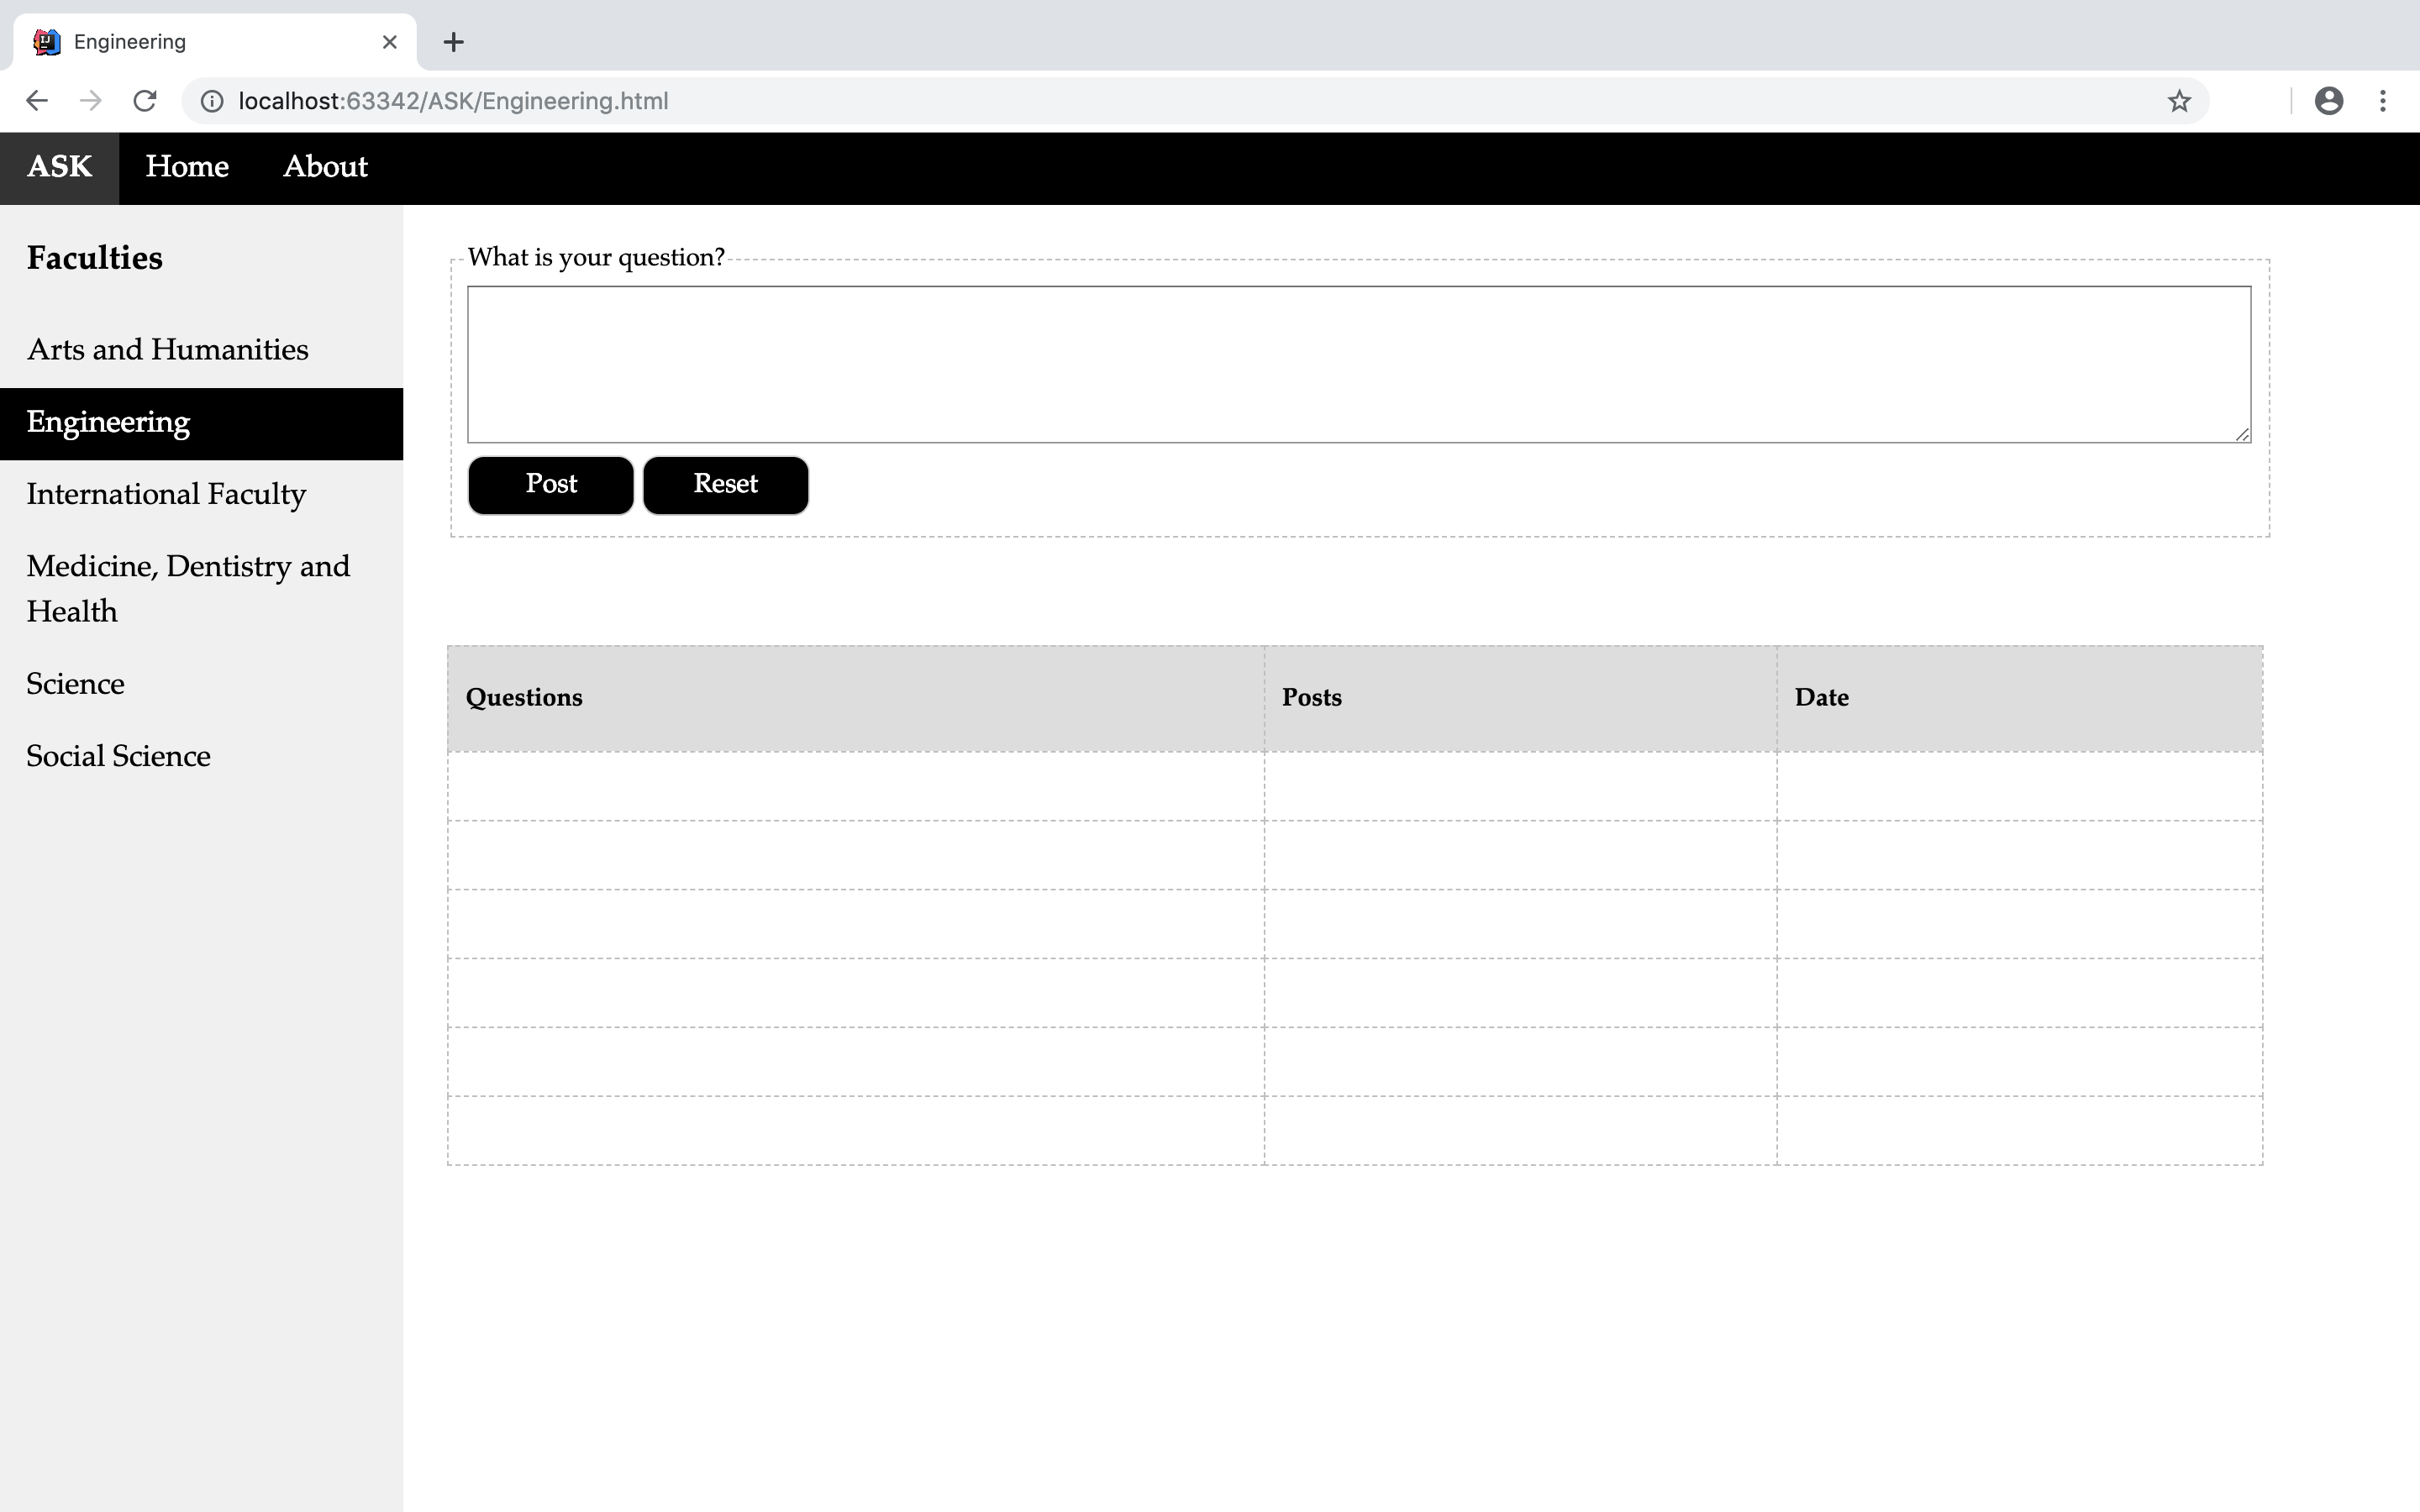 Engineering
localhost:63342/ASK/Engineering.html
ASK Home About
Faculties
Arts and Humanities
Engineering
International Faculty
Medicine, Dentistry and
Health
Science
Social Science
What is your question?
Post Reset
Questions Posts Date